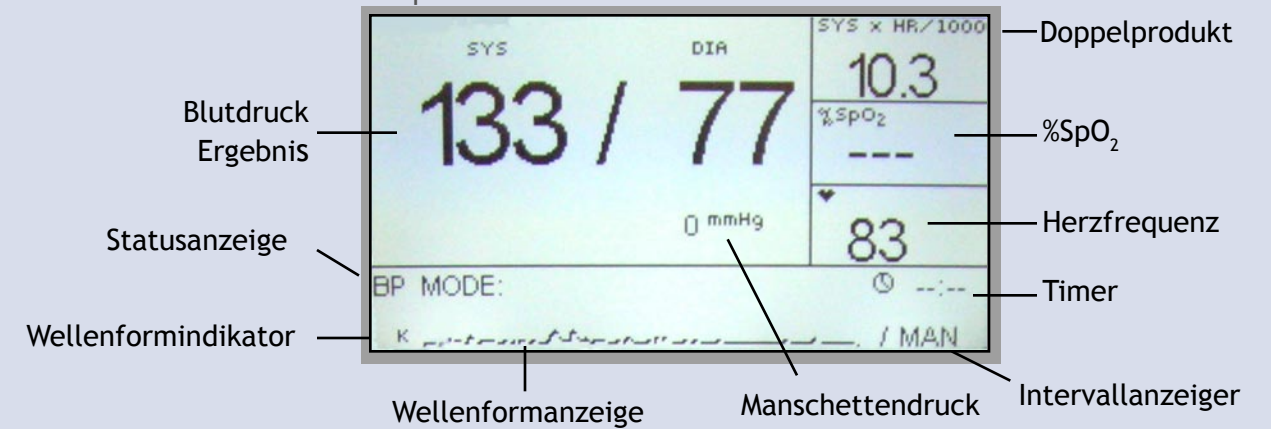 SYS
DIA
133 / 77
0 mmHg
SYS x HR/1000
10.3
%SpO2
---
83
BP MODE:
--:--
K
/ MAN
Blutdruck
Ergebnis
Statusanzeige
Wellenformindikator
Wellenformanzeige
Manschettendruck
Intervallanzeiger
Timer
Herzfrequenz
%SpO₂
Doppelprodukt